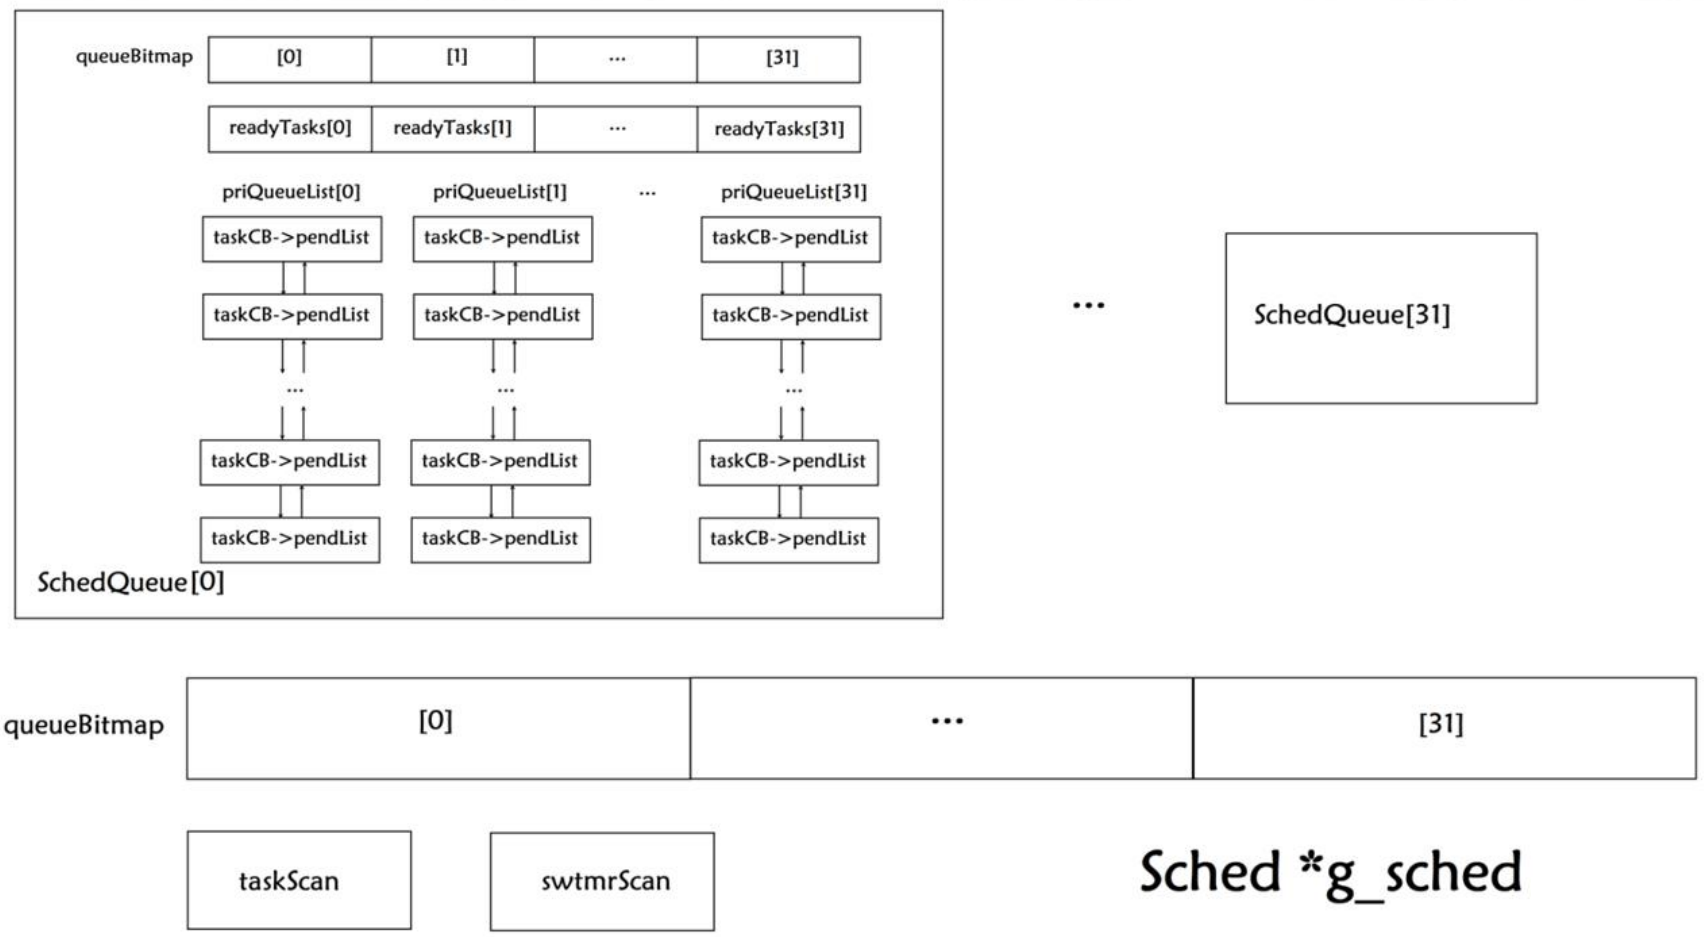 queueBitmap [0] [1] ... [31]
readyTasks[0] readyTasks[1] ... readyTasks[31]
priQueueList[0] priQueueList[1] ... priQueueList[31]
taskCB->pendList taskCB->pendList taskCB->pendList
taskCB->pendList taskCB->pendList taskCB->pendList
... ... ...
taskCB->pendList taskCB->pendList taskCB->pendList
taskCB->pendList taskCB->pendList taskCB->pendList
SchedQueue[0]
...
SchedQueue[31]
queueBitmap [0] ... [31]
taskScan swtmrScan
Sched *g_sched